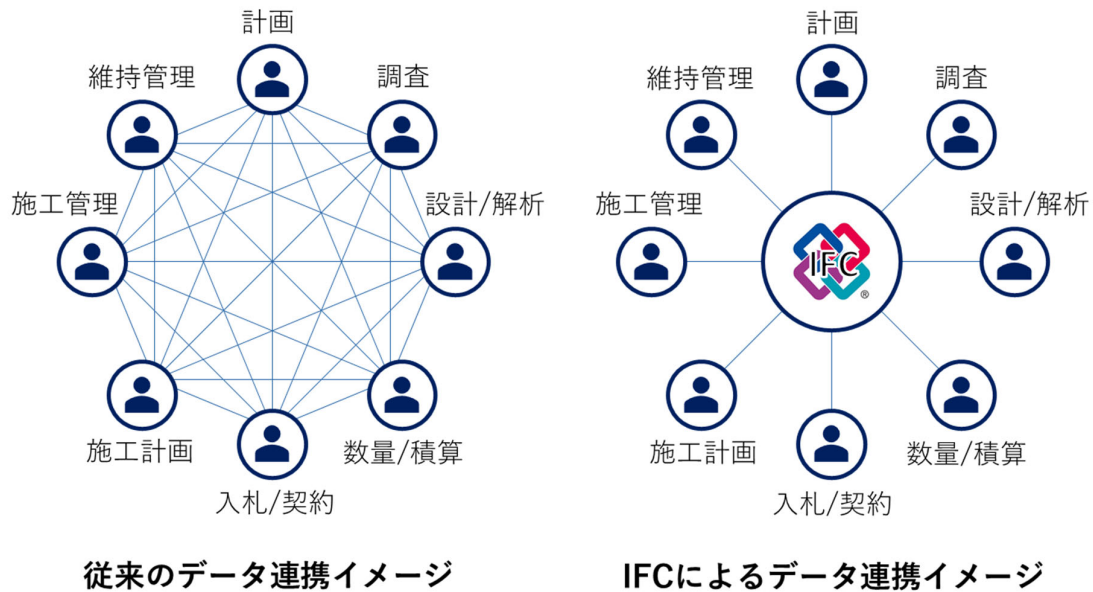 計画
維持管理
調査
施工管理
設計/解析
施工計画
数量/積算
入札/契約
従来のデータ連携イメージ
計画
維持管理
調査
施工管理
設計/解析
IFC
®
施工計画
数量/積算
入札/契約
IFCによるデータ連携イメージ